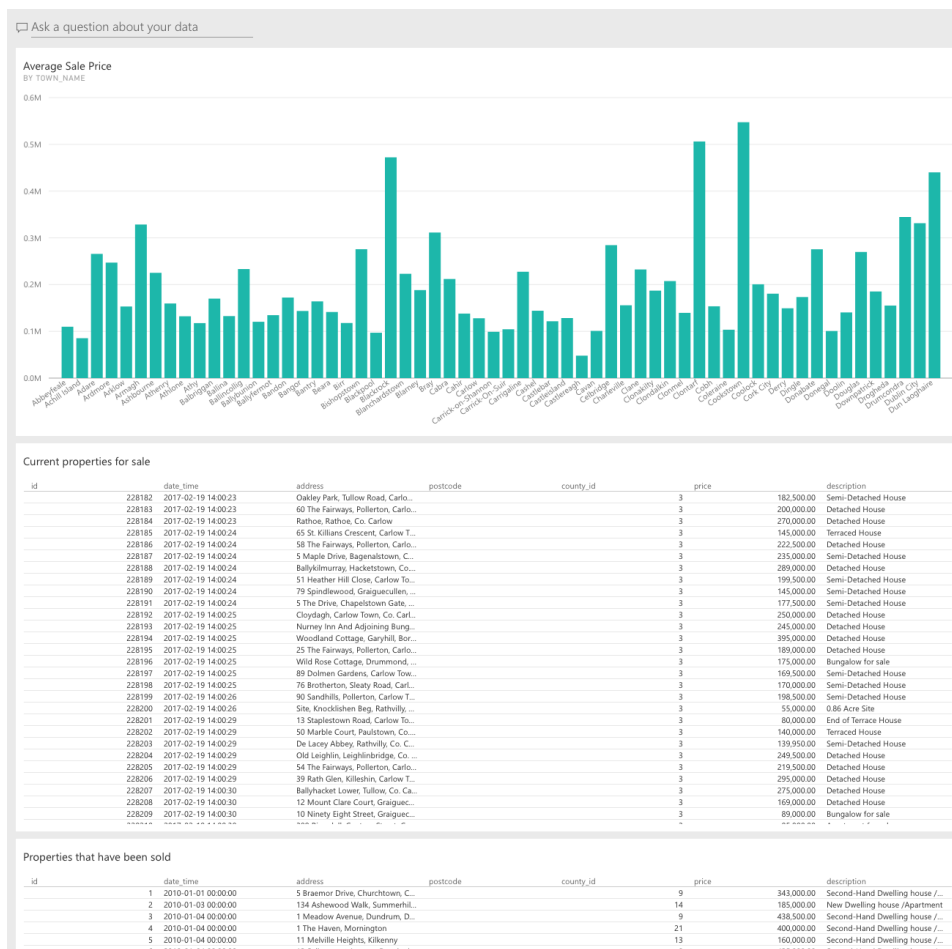 Ask a question about your data
Average Sale Price
BY TOWN_NAME
0.6M
0.5M
0.4M
0.3M
0.2M
0.1M
0.0M
Abbeyfeale
Achill Island
Adare
Ardmore
Arklow
Armagh
Ashbourne
Athenry
Athlone
Athy
Balbriggan
Ballina
Ballincollig
Ballybunion
Ballyfermot
Bandon
Bangor
Bantry
Beara
Birr
Bishopstown
Blackpool
Blackrock
Blanchardstown
Blarney
Bray
Cabra
Cahir
Carlow
Carrick-on-Shannon
Carrick-On-Suir
Carrigaline
Cashel
Castlebar
Castleisland
Castlereagh
Cavan
Celbridge
Charleville
Clane
Clonakilty
Clondalkin
Clonmel
Clontarf
Cobh
Coleraine
Cookstown
Coolock
Cork City
Derry
Dingle
Donabate
Donegal
Doolin
Douglas
Downpatrick
Drogheda
Drumcondra
Dublin City
Dun Laoghaire
Current properties for sale
id date_time address postcode county_id price description
228182 2017-02-19 14:00:23 Oakley Park, Tullow Road, Carlo... 3 182,500.00 Semi-Detached House
228183 2017-02-19 14:00:23 60 The Fairways, Pollerton, Carlo... 3 200,000.00 Detached House
228184 2017-02-19 14:00:23 Rathoe, Rathoe, Co. Carlow 3 270,000.00 Detached House
228185 2017-02-19 14:00:24 65 St. Killians Crescent, Carlow T... 3 145,000.00 Terraced House
228186 2017-02-19 14:00:24 58 The Fairways, Pollerton, Carlo... 3 222,500.00 Detached House
228187 2017-02-19 14:00:24 5 Maple Drive, Bagenalstown, C... 3 235,000.00 Semi-Detached House
228188 2017-02-19 14:00:24 Ballykilmurray, Hacketstown, Co.... 3 289,000.00 Detached House
228189 2017-02-19 14:00:24 51 Heather Hill Close, Carlow To... 3 199,500.00 Semi-Detached House
228190 2017-02-19 14:00:24 79 Spindlewood, Graiguecullen, ... 3 145,000.00 Semi-Detached House
228191 2017-02-19 14:00:24 5 The Drive, Chapelstown Gate, ... 3 177,500.00 Semi-Detached House
228192 2017-02-19 14:00:25 Cloydagh, Carlow Town, Co. Carl... 3 250,000.00 Detached House
228193 2017-02-19 14:00:25 Nurney Inn And Adjoining Bung... 3 245,000.00 Detached House
228194 2017-02-19 14:00:25 Woodland Cottage, Garyhill, Bor... 3 395,000.00 Detached House
228195 2017-02-19 14:00:25 25 The Fairways, Pollerton, Carlo... 3 189,000.00 Detached House
228196 2017-02-19 14:00:25 Wild Rose Cottage, Drummond, ... 3 175,000.00 Bungalow for sale
228197 2017-02-19 14:00:25 89 Dolmen Gardens, Carlow Tow... 3 169,500.00 Semi-Detached House
228198 2017-02-19 14:00:25 76 Brotherton, Sleaty Road, Carl... 3 170,000.00 Semi-Detached House
228199 2017-02-19 14:00:26 90 Sandhills, Pollerton, Carlow T... 3 198,500.00 Semi-Detached House
228200 2017-02-19 14:00:26 Site, Knocklishen Beg, Rathvilly, ... 3 55,000.00 0.86 Acre Site
228201 2017-02-19 14:00:29 13 Staplestown Road, Carlow To... 3 80,000.00 End of Terrace House
228202 2017-02-19 14:00:29 50 Marble Court, Paulstown, Co.... 3 140,000.00 Terraced House
228203 2017-02-19 14:00:29 De Lacey Abbey, Rathvilly, Co. C... 3 139,950.00 Semi-Detached House
228204 2017-02-19 14:00:29 Old Leighlin, Leighlinbridge, Co. ... 3 249,500.00 Detached House
228205 2017-02-19 14:00:29 54 The Fairways, Pollerton, Carlo... 3 219,500.00 Detached House
228206 2017-02-19 14:00:29 39 Rath Glen, Killeshin, Carlow T... 3 295,000.00 Detached House
228207 2017-02-19 14:00:30 Ballyhacket Lower, Tullow, Co. Ca... 3 275,000.00 Detached House
228208 2017-02-19 14:00:30 12 Mount Clare Court, Graiguec... 3 169,000.00 Detached House
228209 2017-02-19 14:00:30 10 Ninety Eight Street, Graiguec... 3 89,000.00 Bungalow for sale
Properties that have been sold
id date_time address postcode county_id price description
1 2010-01-01 00:00:00 5 Braemor Drive, Churchtown, C... 9 343,000.00 Second-Hand Dwelling house /...
2 2010-01-03 00:00:00 134 Ashewood Walk, Summerhil... 14 185,000.00 New Dwelling house /Apartment
3 2010-01-04 00:00:00 1 Meadow Avenue, Dundrum, D... 9 438,500.00 Second-Hand Dwelling house /...
4 2010-01-04 00:00:00 1 The Haven, Mornington 21 400,000.00 Second-Hand Dwelling house /...
5 2010-01-04 00:00:00 11 Melville Heights, Kilkenny 13 160,000.00 Second-Hand Dwelling house /...